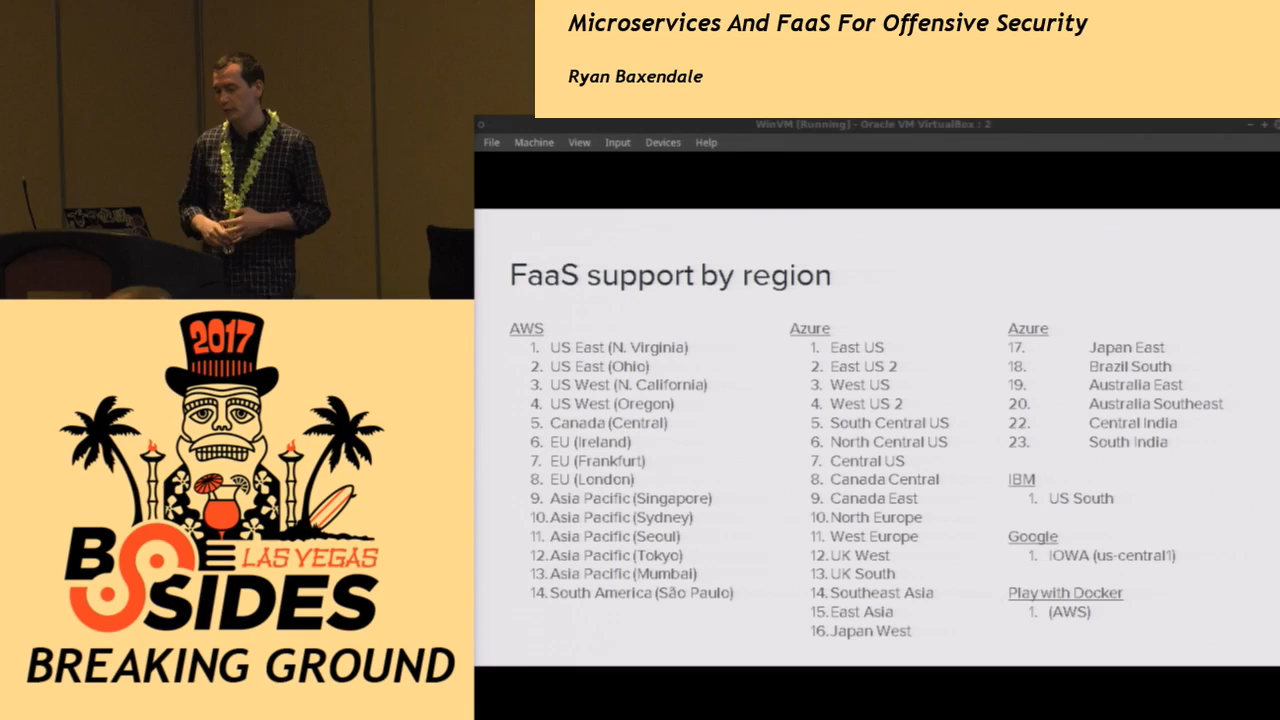 Microservices And FaaS For Offensive Security
Ryan Baxendale
WinVM [Running] - Oracle VM VirtualBox : 2
File Machine View Input Devices Help
FaaS support by region
AWS
1. US East (N. Virginia)
2. US East (Ohio)
3. US West (N. California)
4. US West (Oregon)
5. Canada (Central)
6. EU (Ireland)
7. EU (Frankfurt)
8. EU (London)
9. Asia Pacific (Singapore)
10. Asia Pacific (Sydney)
11. Asia Pacific (Seoul)
12. Asia Pacific (Tokyo)
13. Asia Pacific (Mumbai)
14. South America (São Paulo)
Azure
1. East US
2. East US 2
3. West US
4. West US 2
5. South Central US
6. North Central US
7. Central US
8. Canada Central
9. Canada East
10. North Europe
11. West Europe
12. UK West
13. UK South
14. Southeast Asia
15. East Asia
16. Japan West
Azure
17. Japan East
18. Brazil South
19. Australia East
20. Australia Southeast
22. Central India
23. South India
IBM
1. US South
Google
1. IOWA (us-central1)
Play with Docker
1. (AWS)
2017
BSIDES LAS VEGAS
BREAKING GROUND